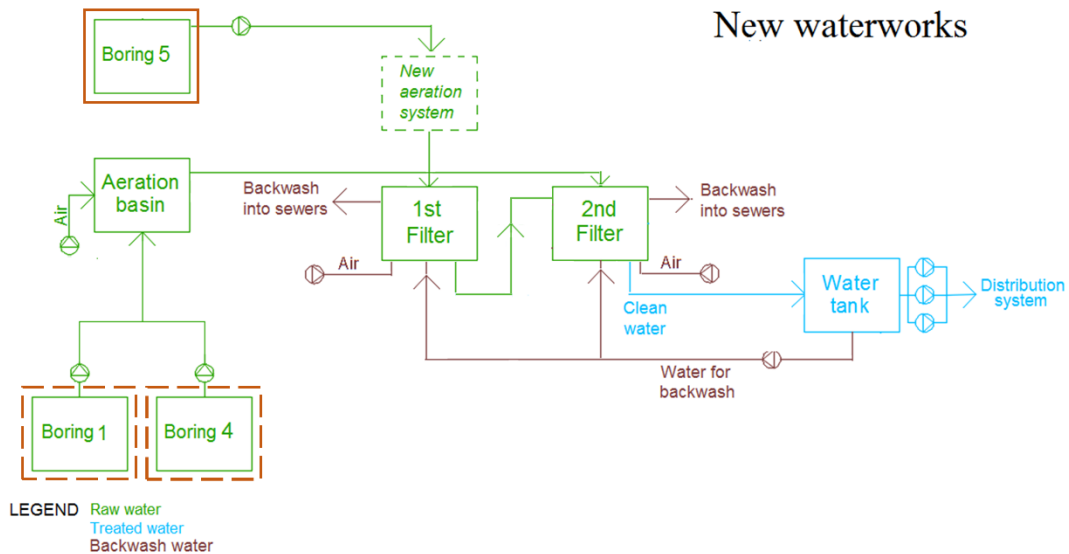 New waterworks
Boring 5
New
aeration
system
Aeration
basin
Air
Backwash
into sewers
1st
Filter
2nd
Filter
Backwash
into sewers
Air
Air
Clean
water
Water
tank
Distribution
system
Water for
backwash
Boring 1
Boring 4
LEGEND Raw water
Treated water
Backwash water